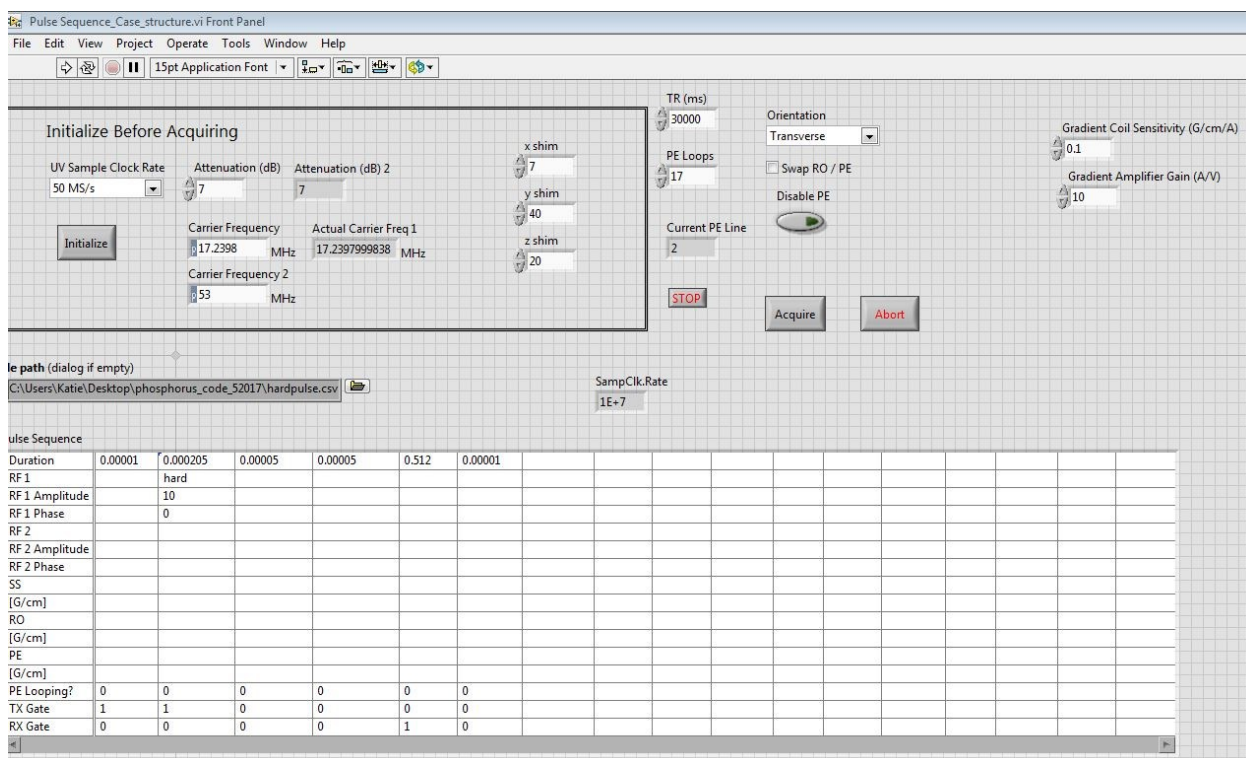 Pulse Sequence_Case_structure.vi Front Panel
File Edit View Project Operate Tools Window Help
15pt Application Font
Initialize Before Acquiring
UV Sample Clock Rate
50 MS/s
Attenuation (dB)
7
Attenuation (dB) 2
7
Initialize
Carrier Frequency
17.2398 MHz
Actual Carrier Freq 1
17.2397999838 MHz
Carrier Frequency 2
53 MHz
x shim
7
y shim
40
z shim
20
TR (ms)
30000
PE Loops
17
Current PE Line
2
STOP
Orientation
Transverse
Swap RO / PE
Disable PE
Acquire
Abort
Gradient Coil Sensitivity (G/cm/A)
0.1
Gradient Amplifier Gain (A/V)
10
le path (dialog if empty)
C:\Users\Katie\Desktop\phosphorus_code_52017\hardpulse.csv
SampClk.Rate
1E+7
ulse Sequence
Duration 0.00001 0.000205 0.00005 0.00005 0.512 0.00001
RF 1 hard
RF 1 Amplitude 10
RF 1 Phase 0
RF 2
RF 2 Amplitude
RF 2 Phase
SS
[G/cm]
RO
[G/cm]
PE
[G/cm]
PE Looping? 0 0 0 0 0 0
TX Gate 1 1 0 0 0 0
RX Gate 0 0 0 0 1 0